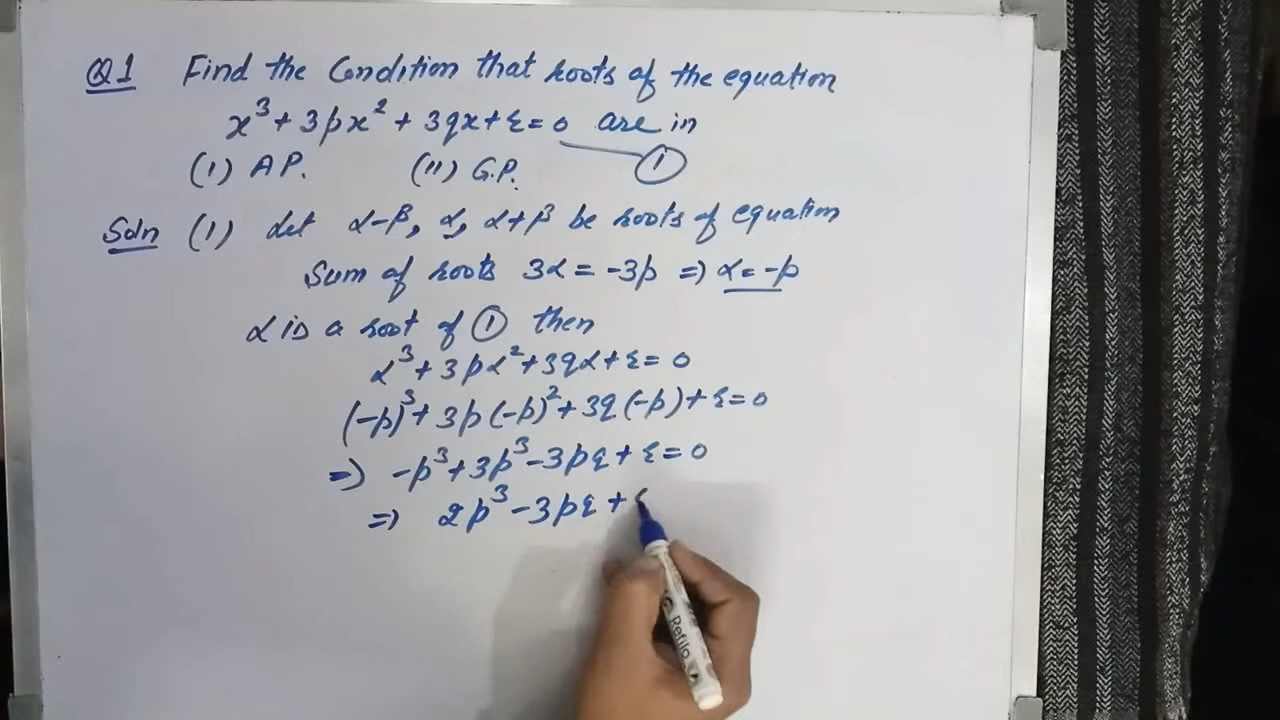 Q1 Find the Condition that roots of the equation
x³ + 3px² + 3qx + r = 0 are in
(I) A P. (II) G.P. ①
Soln (I) Let α-β, α, α+β be roots of equation
Sum of roots 3α = -3p => α = -p
α is a root of ① then
α³ + 3pα² + 3qα + r = 0
(-p)³ + 3p(-p)² + 3q(-p) + r = 0
=> -p³ + 3p³ - 3pq + r = 0
=> 2p³ - 3pq +
Refilo